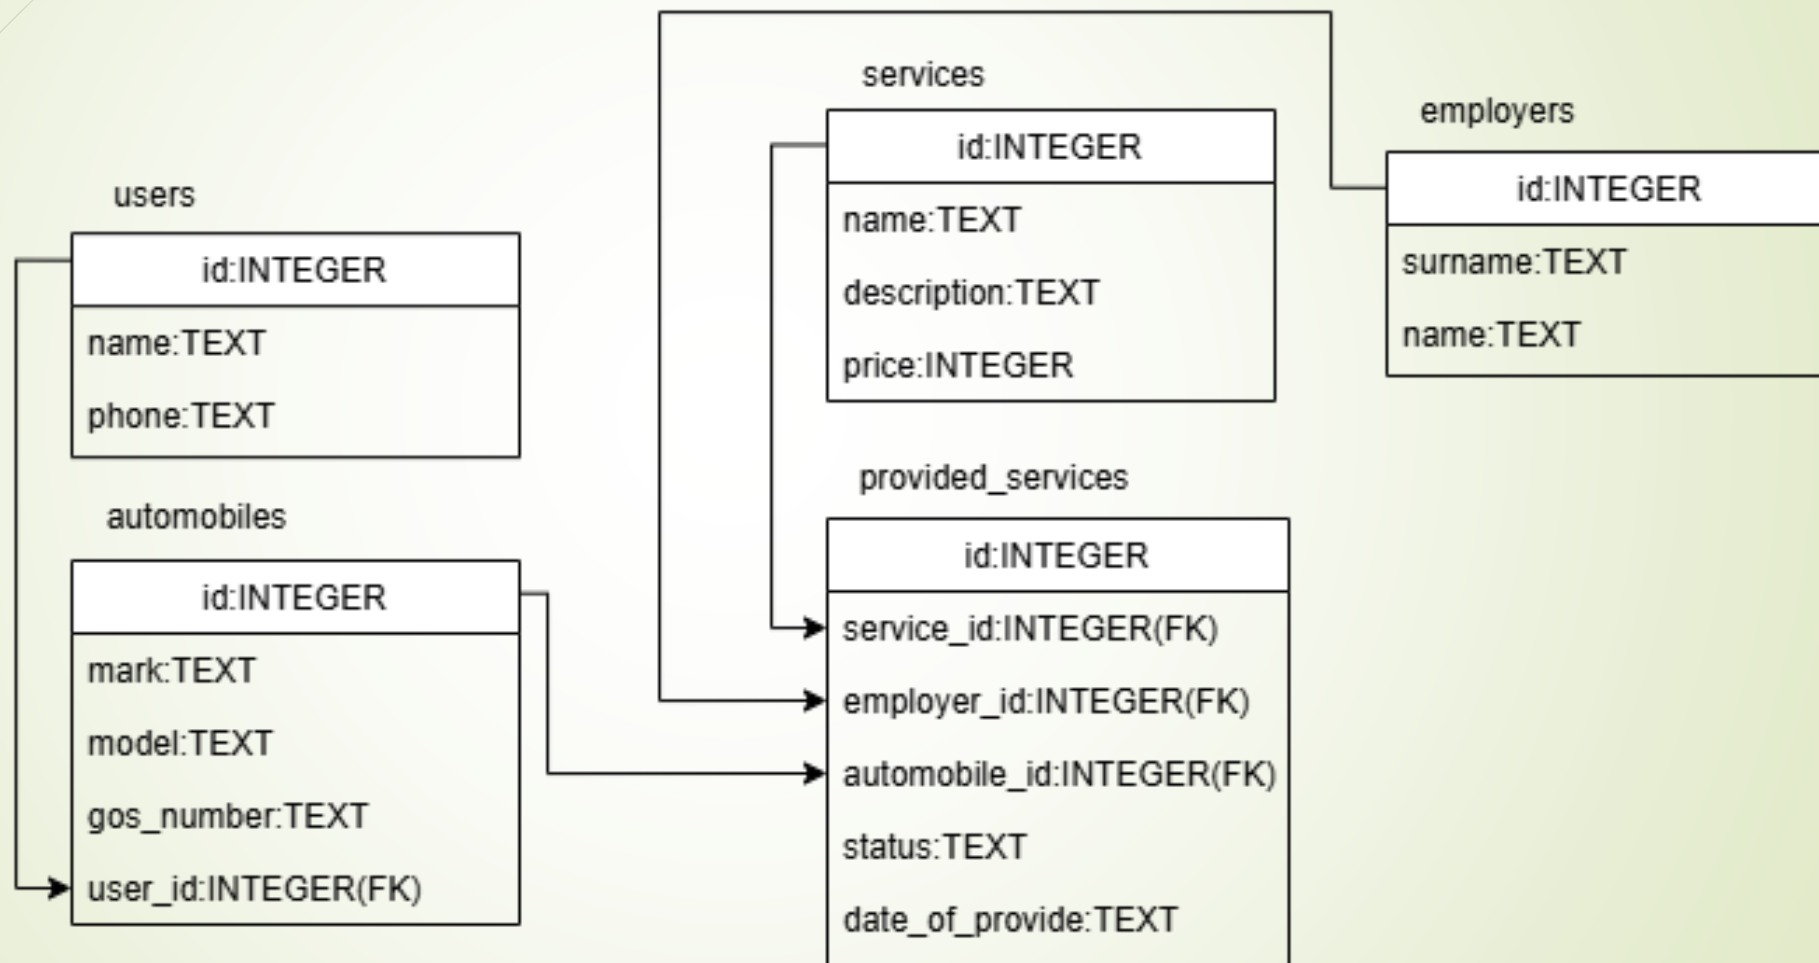 users
id:INTEGER
name:TEXT
phone:TEXT
automobiles
id:INTEGER
mark:TEXT
model:TEXT
gos_number:TEXT
user_id:INTEGER(FK)
services
id:INTEGER
name:TEXT
description:TEXT
price:INTEGER
provided_services
id:INTEGER
service_id:INTEGER(FK)
employer_id:INTEGER(FK)
automobile_id:INTEGER(FK)
status:TEXT
date_of_provide:TEXT
employers
id:INTEGER
surname:TEXT
name:TEXT